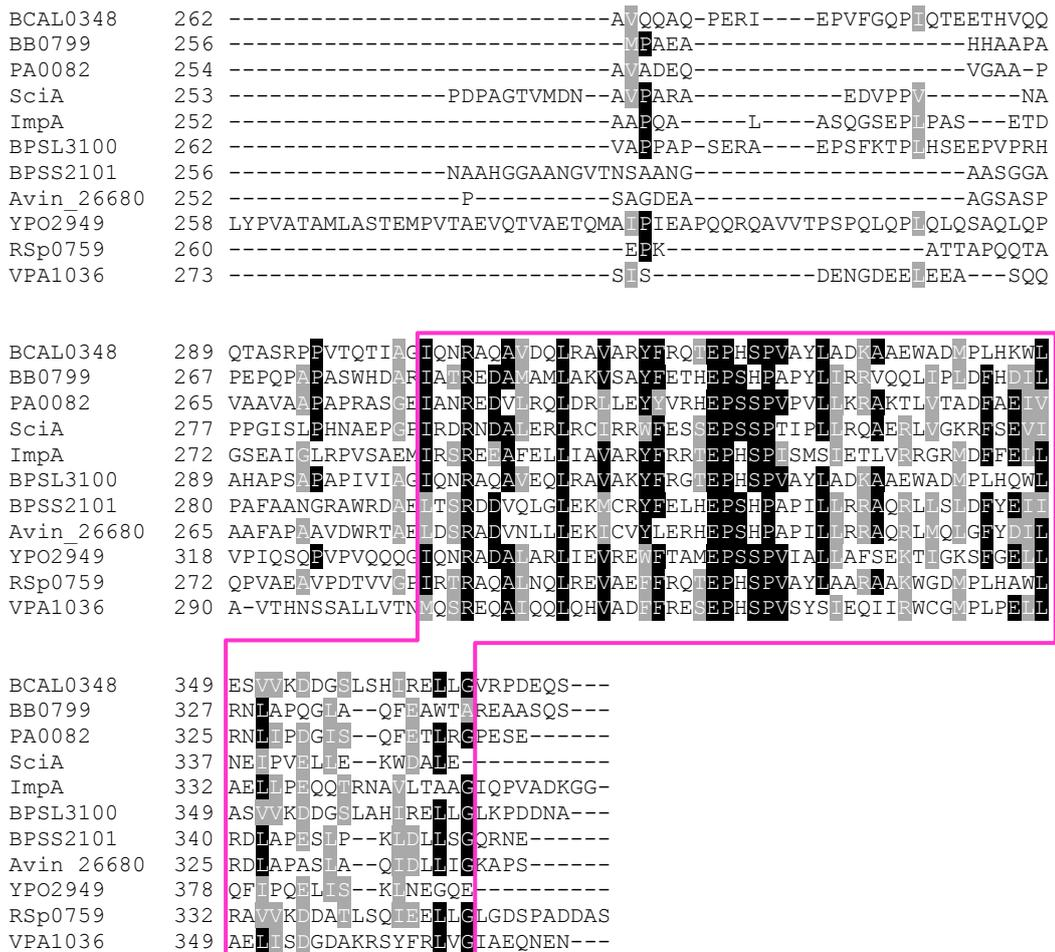 BCAL0348 262 ----------------------------AVQQAQ-PERI----EPVFGQPIQTEETHVQQ
BB0799 256 -----------------------------MPAEA--------------------HHAAPA
PA0082 254 ----------------------------AVADEQ--------------------VGAA-P
SciA 253 ----------------PDPAGTVMDN--AVPARA-----------EDVPPV-------NA
ImpA 252 ----------------------------AAPQA-----L----ASQGSEPLPAS---ETD
BPSL3100 262 ----------------------------VAPPAP-SERA----EPSFKTPLHSEEPVPRH
BPSS2101 256 ----------------NAAHGGAANGVTNSAANG--------------------AASGGA
Avin_26680 252 -----------------P----------SAGDEA--------------------AGSASP
YPO2949 258 LYPVATAMLASTEMPVTAEVQTVAETQMAIPIEAPQQRQAVVTPSPQLQPLQLQSAQLQP
RSp0759 260 -----------------------------EPK-------------------ATTAPQQTA
VPA1036 273 ----------------------------SIS------------DENGDEELEEA---SQQ
BCAL0348 289 QTASRPPVTQTIAGIQNRAQAVDQLRAVARYFRQTEPHSPVAYLADKAAEWADMPLHKWL
BB0799 267 PEPQPAPASWHDARIATREDAMAMLAKVSAYFETHEPSHPAPYLIRRVQQLIPLDFHDIL
PA0082 265 VAAVAAPAPRASGEIANREDVLRQLDRLLEYYVRHEPSSPVPVLLKRAKTLVTADFAEIV
SciA 277 PPGISLPHNAEPGPIRDRNDALERLRCIRRWFESSEPSSPTIPLLRQAERLVGKRFSEVI
ImpA 272 GSEAIGLRPVSAEMIRSREEAFELLIAVARYFRRTEPHSPISMSIETLVRRGRMDFFELL
BPSL3100 289 AHAPSAPAPIVIAGIQNRAQAVEQLRAVAKYFRGTEPHSPVAYLADKAAEWADMPLHQWL
BPSS2101 280 PAFAANGRAWRDAELTSRDDVQLGLEKMCRYFELHEPSHPAPILLRRAQRLLSLDFYEII
Avin_26680 265 AAFAPAAVDWRTAELDSRADVNLLLEKICVYLERHEPSHPAPILLRRAQRLMQLGFYDIL
YPO2949 318 VPIQSQPVPVQQQGIQNRADALARLIEVREWFTAMEPSSPVIALLAFSEKTIGKSFGELL
RSp0759 272 QPVAEAVPDTVVGPIRTRAQALNQLREVAEFFRQTEPHSPVAYLAARAAKWGDMPLHAWL
VPA1036 290 A-VTHNSSALLVTNMQSREQAIQQLQHVADFFRESEPHSPVSYSIEQIIRWCGMPLPELL
BCAL0348 349 ESVVKDDGSLSHIRELLGVRPDEQS---
BB0799 327 RNLAPQGLA--QFEAWTAREAASQS---
PA0082 325 RNLIPDGIS--QFETLRGPESE------
SciA 337 NEIPVELLE--KWDALE-----------
ImpA 332 AELLPEQQTRNAVLTAAGIQPVADKGG-
BPSL3100 349 ASVVKDDGSLAHIRELLGLKPDDNA---
BPSS2101 340 RDLAPESLP--KLDLLSGQRNE------
Avin 26680 325 RDLAPASLA--QIDLLIGKAPS------
YPO2949 378 QFIPQELIS--KLNEGQE----------
RSp0759 332 RAVVKDDATLSQIEELLGLGDSPADDAS
VPA1036 349 AELISDGDAKRSYFRLVGIAEQNEN---